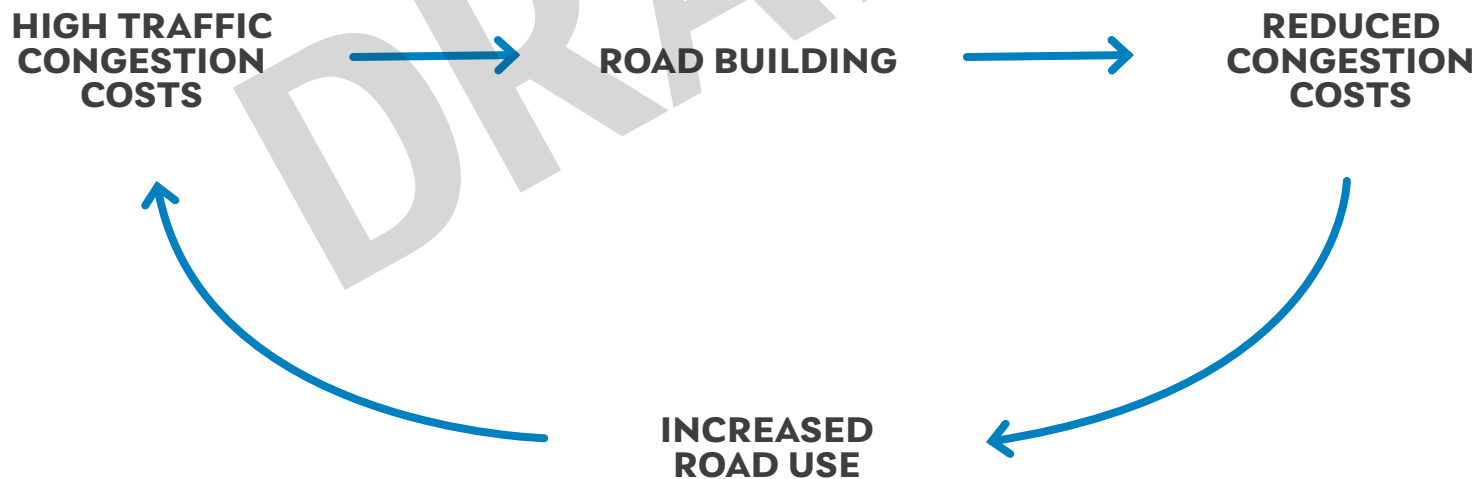 HIGH TRAFFIC
CONGESTION
COSTS
ROAD BUILDING
REDUCED
CONGESTION
COSTS
INCREASED
ROAD USE